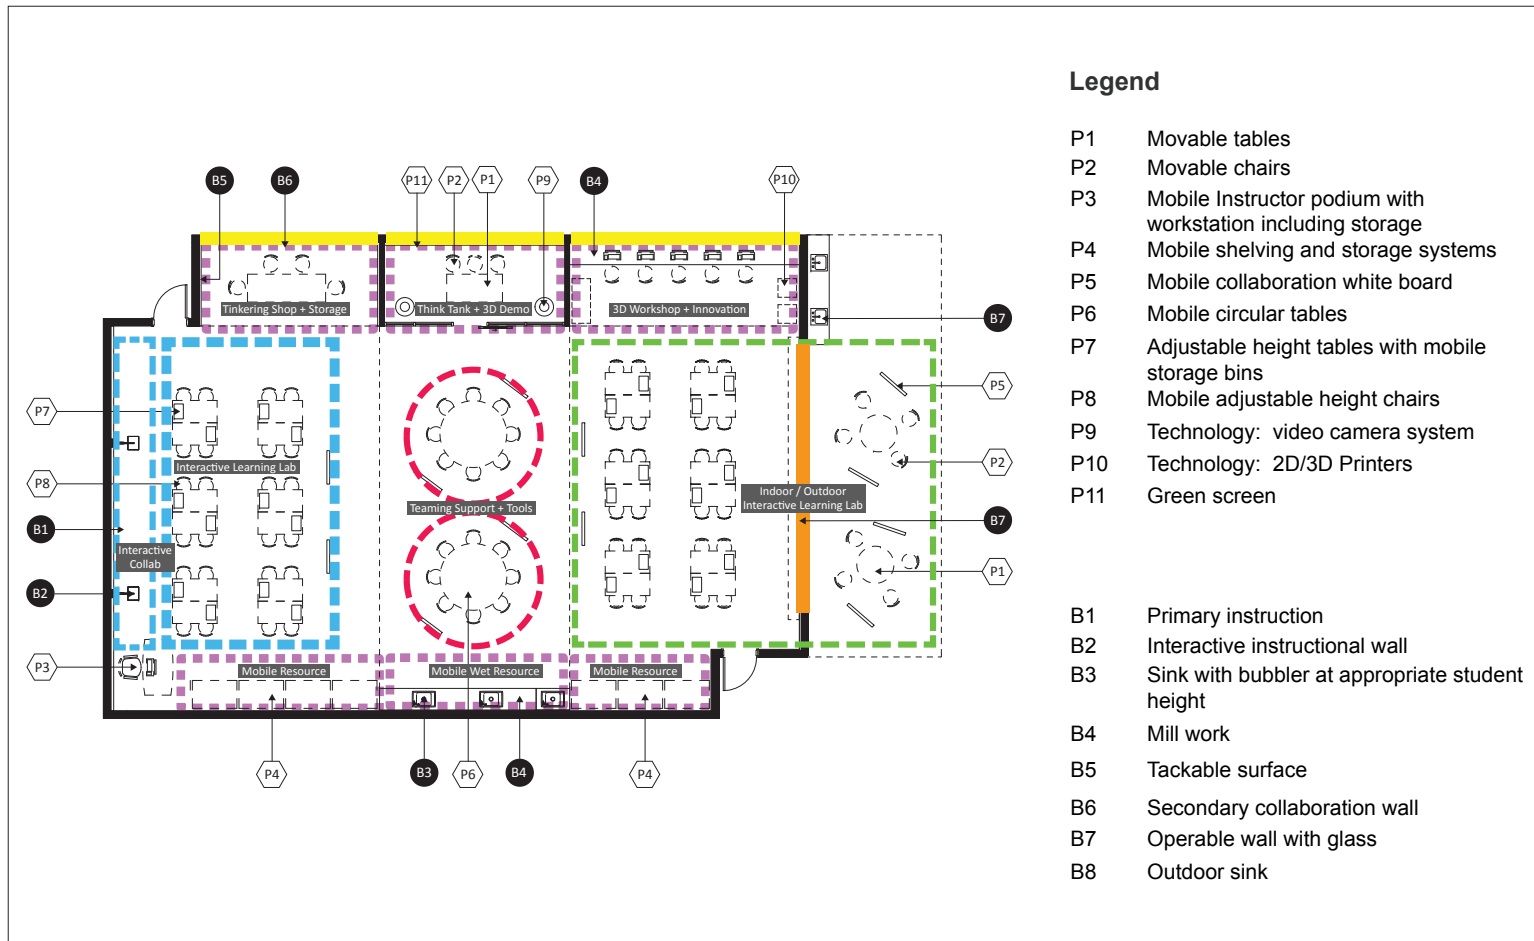 Legend
P1 Movable tables
P2 Movable chairs
P3 Mobile Instructor podium with
workstation including storage
P4 Mobile shelving and storage systems
P5 Mobile collaboration white board
P6 Mobile circular tables
P7 Adjustable height tables with mobile
storage bins
P8 Mobile adjustable height chairs
P9 Technology: video camera system
P10 Technology: 2D/3D Printers
P11 Green screen
B1 Primary instruction
B2 Interactive instructional wall
B3 Sink with bubbler at appropriate student
height
B4 Mill work
B5 Tackable surface
B6 Secondary collaboration wall
B7 Operable wall with glass
B8 Outdoor sink
B5
B6
P11
P2
P1
P9
B4
P10
Tinkering Shop + Storage
Think Tank + 3D Demo
3D Workshop + Innovation
B7
P5
P7
Interactive Learning Lab
P2
P8
Indoor / Outdoor
Interactive Learning Lab
Teaming Support + Tools
B1
B7
Interactive
Collab
P1
B2
P3
Mobile Resource
Mobile Wet Resource
Mobile Resource
P4
B3
P6
B4
P4